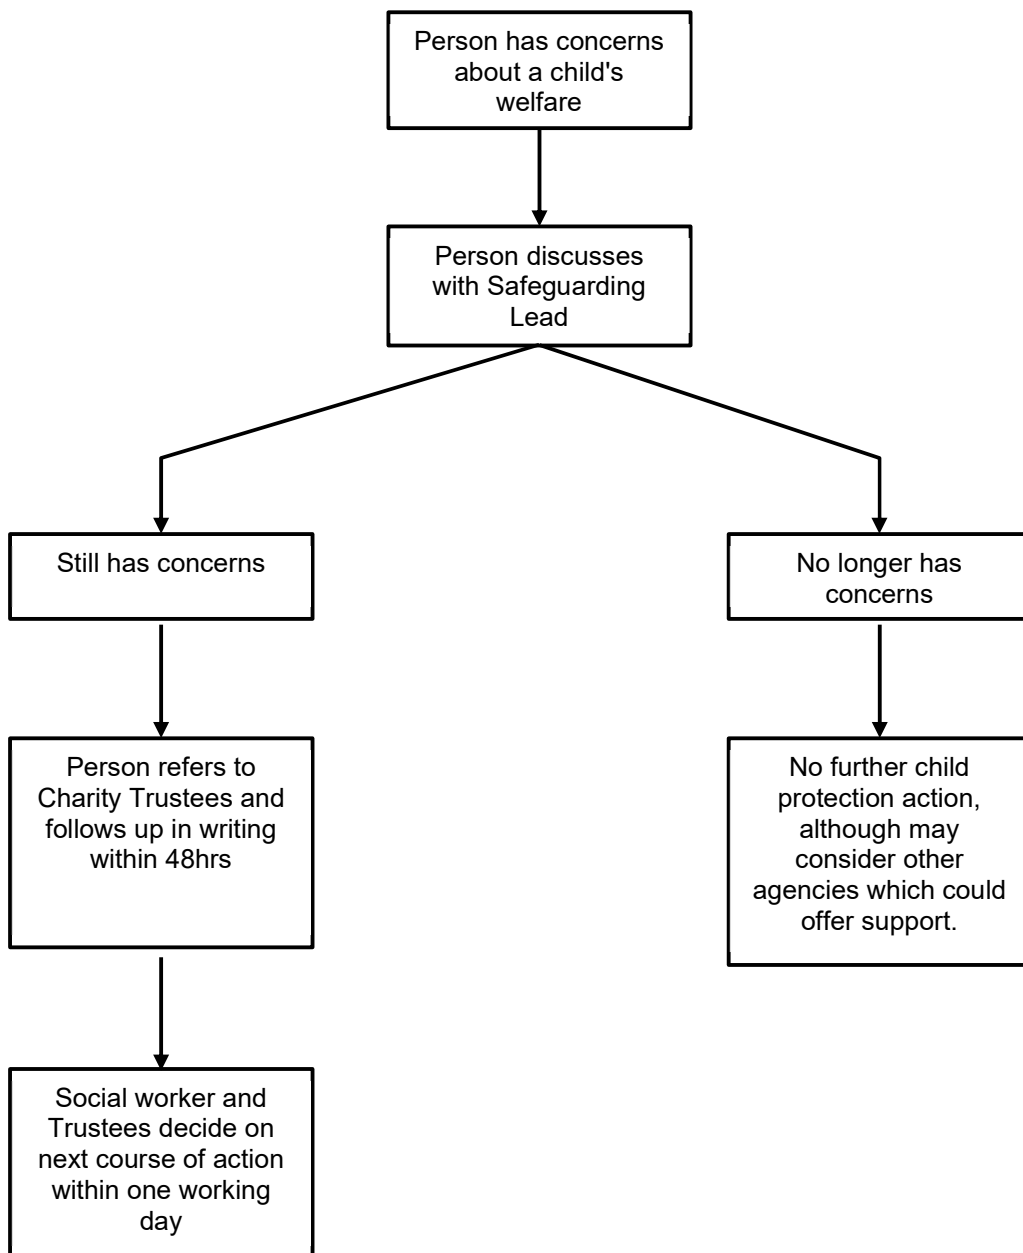 Person has concerns
about a child's
welfare
Person discusses
with Safeguarding
Lead
Still has concerns
No longer has
concerns
Person refers to
Charity Trustees and
follows up in writing
within 48hrs
No further child
protection action,
although may
consider other
agencies which could
offer support.
Social worker and
Trustees decide on
next course of action
within one working
day